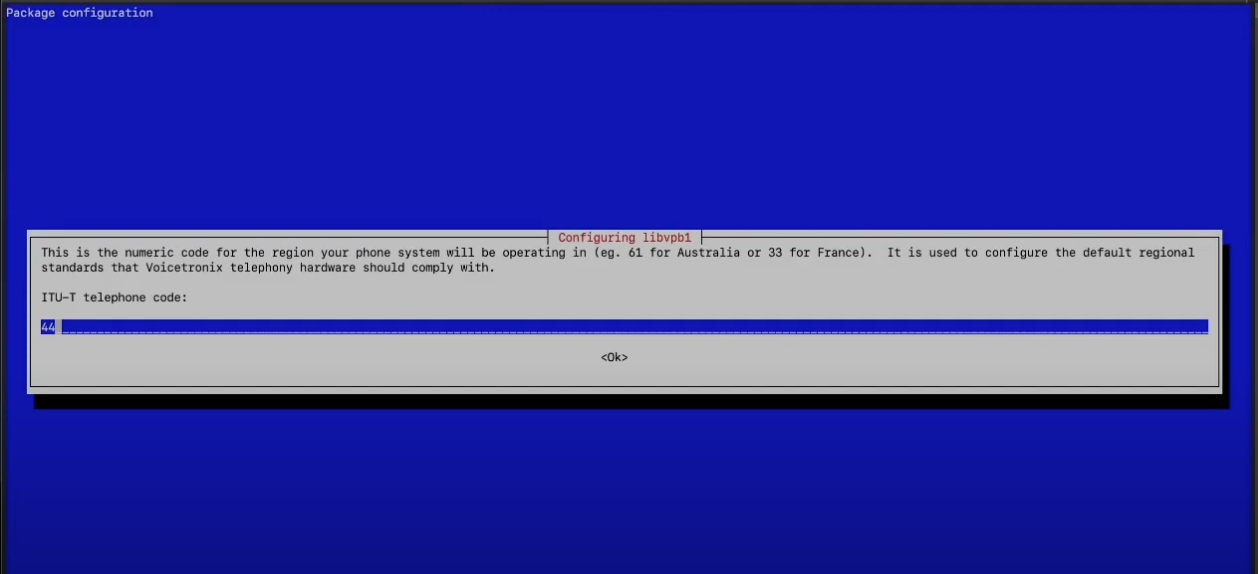 Package configuration
Configuring libvpb1
This is the numeric code for the region your phone system will be operating in (eg. 61 for Australia or 33 for France).  It is used to configure the default regional
standards that Voicetronix telephony hardware should comply with.
ITU-T telephone code:
44
<Ok>